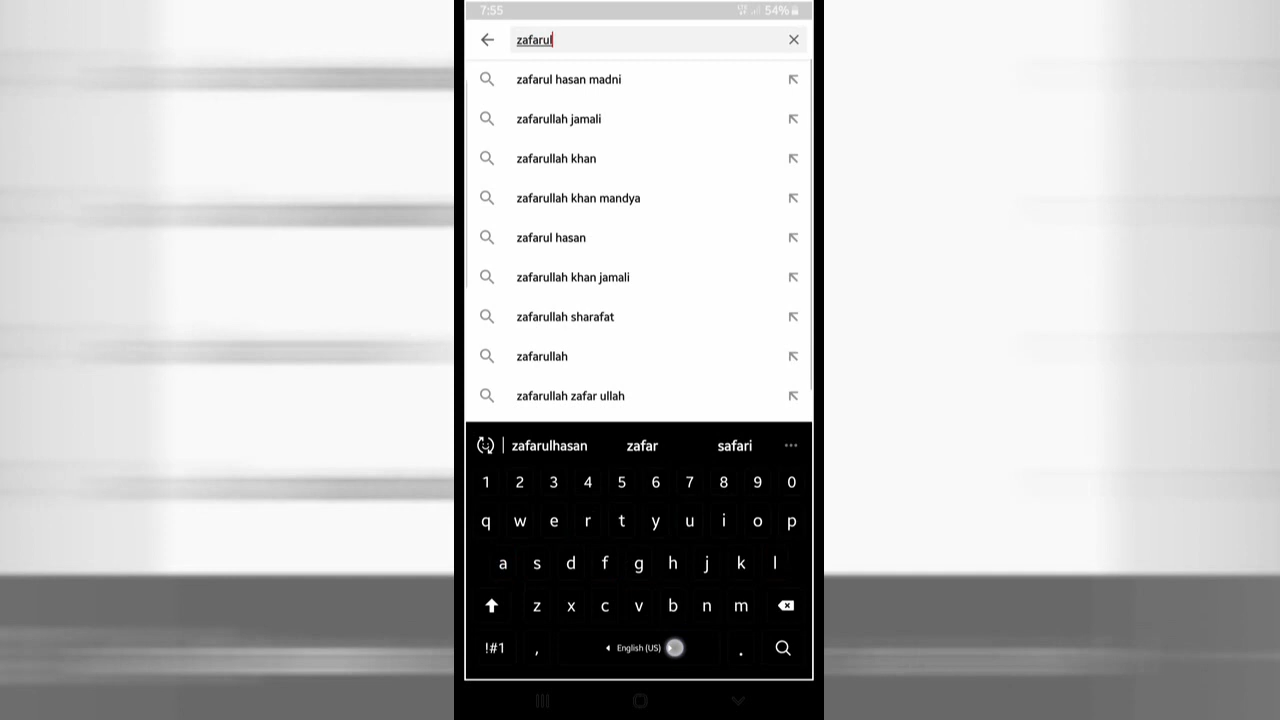 7:55 54%
zafarul
zafarul hasan madni
zafarullah jamali
zafarullah khan
zafarullah khan mandya
zafarul hasan
zafarullah khan jamali
zafarullah sharafat
zafarullah
zafarullah zafar ullah
zafarulhasan zafar safari
1 2 3 4 5 6 7 8 9 0
q w e r t y u i o p
a s d f g h j k l
z x c v b n m
!#1 , English (US) .